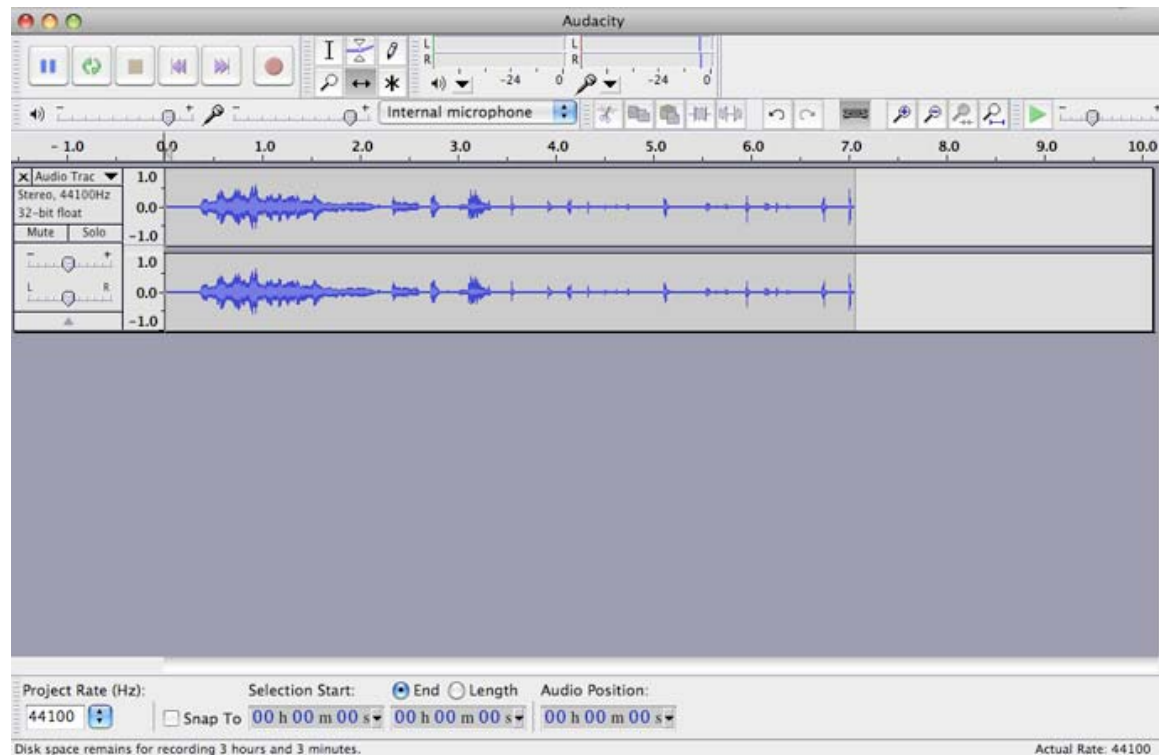 Audacity
L
R
-24 0
L
R
-24 0
Internal microphone
- 1.0 0.0 1.0 2.0 3.0 4.0 5.0 6.0 7.0 8.0 9.0 10.0
Audio Trac
Stereo, 44100Hz
32-bit float
Mute Solo
- +
L R
1.0
0.0
-1.0
1.0
0.0
-1.0
Project Rate (Hz): Selection Start: End Length Audio Position:
44100 Snap To 00 h 00 m 00 s 00 h 00 m 00 s 00 h 00 m 00 s
Disk space remains for recording 3 hours and 3 minutes. Actual Rate: 44100